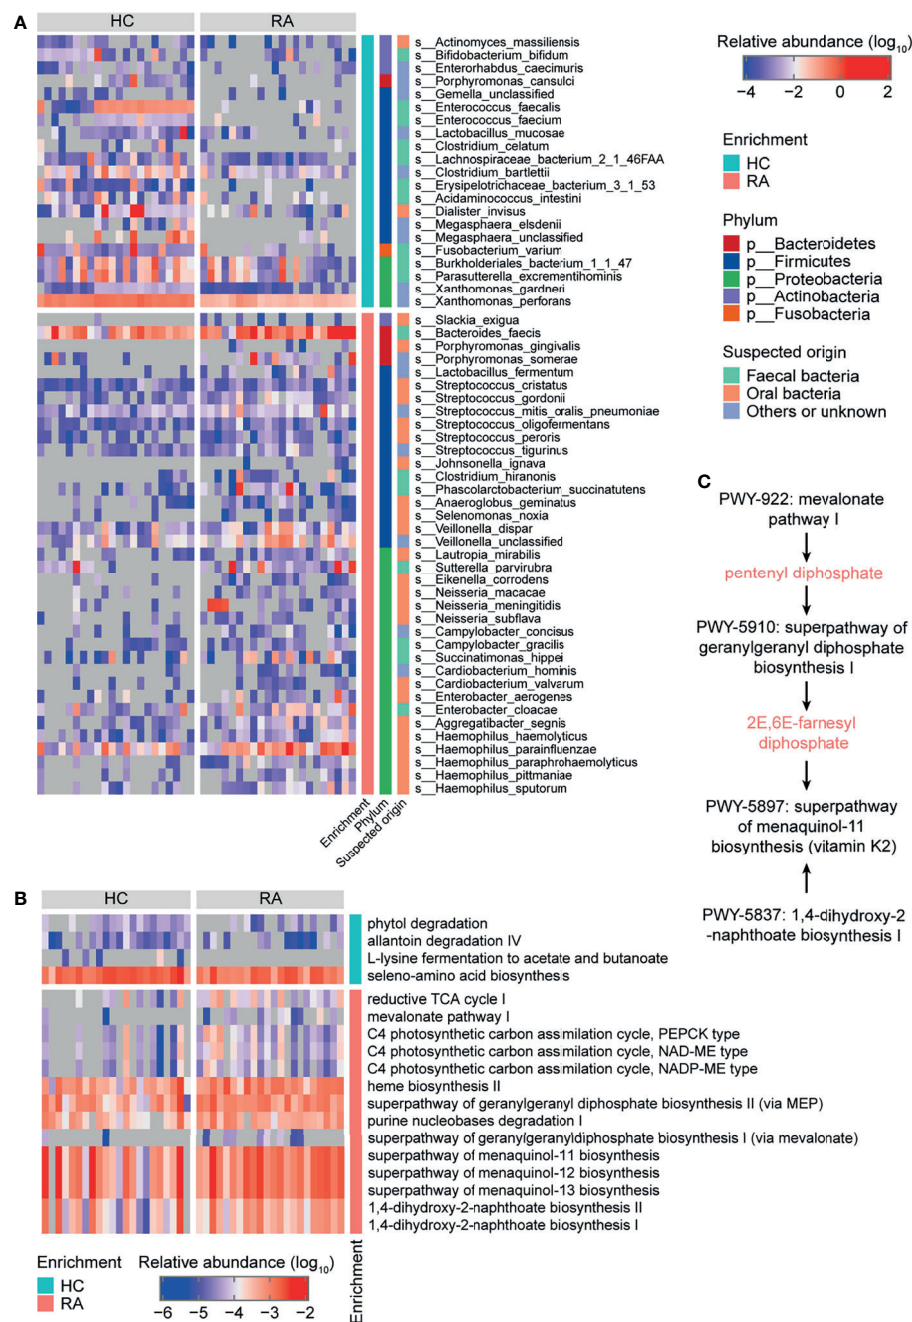 A
HC
RA
s__Actinomyces_massiliensis
s__Bifidobacterium_bifidum
s__Enterorhabdus_caecimuris
s__Porphyromonas_cansulci
s__Gemella_unclassified
s__Enterococcus_faecalis
s__Enterococcus_faecium
s__Lactobacillus_mucosae
s__Clostridium_celatum
s__Lachnospiraceae_bacterium_2_1_46FAA
s__Clostridium_bartlettii
s__Erysipelotrichaceae_bacterium_3_1_53
s__Acidaminococcus_intestini
s__Dialister_invisus
s__Megasphaera_elsdenii
s__Megasphaera_unclassified
s__Fusobacterium_varium
s__Burkholderiales_bacterium_1_1_47
s__Parasutterella_excrementihominis
s__Xanthomonas_gardneri
s__Xanthomonas_perforans
s__Slackia_exigua
s__Bacteroides_faecis
s__Porphyromonas_gingivalis
s__Porphyromonas_somerae
s__Lactobacillus_fermentum
s__Streptococcus_cristatus
s__Streptococcus_gordonii
s__Streptococcus_mitis_oralis_pneumoniae
s__Streptococcus_oligofermentans
s__Streptococcus_peroris
s__Streptococcus_tigurinus
s__Johnsonella_ignava
s__Clostridium_hiranonis
s__Phascolarctobacterium_succinatutens
s__Anaeroglobus_geminatus
s__Selenomonas_noxia
s__Veillonella_dispar
s__Veillonella_unclassified
s__Lautropia_mirabilis
s__Sutterella_parvirubra
s__Eikenella_corrodens
s__Neisseria_macacae
s__Neisseria_meningitidis
s__Neisseria_subflava
s__Campylobacter_concisus
s__Campylobacter_gracilis
s__Succinatimonas_hippei
s__Cardiobacterium_hominis
s__Cardiobacterium_valvarum
s__Enterobacter_aerogenes
s__Enterobacter_cloacae
s__Aggregatibacter_segnis
s__Haemophilus_haemolyticus
s__Haemophilus_parainfluenzae
s__Haemophilus_paraphrohaemolyticus
s__Haemophilus_pittmaniae
s__Haemophilus_sputorum
Enrichment
Phylum
Suspected origin
Relative abundance (log10)
−4 −2 0 2
Enrichment
HC
RA
Phylum
p__Bacteroidetes
p__Firmicutes
p__Proteobacteria
p__Actinobacteria
p__Fusobacteria
Suspected origin
Faecal bacteria
Oral bacteria
Others or unknown
C
PWY-922: mevalonate
pathway I
pentenyl diphosphate
PWY-5910: superpathway of
geranylgeranyl diphosphate
biosynthesis I
2E,6E-farnesyl
diphosphate
PWY-5897: superpathway
of menaquinol-11
biosynthesis (vitamin K2)
PWY-5837: 1,4-dihydroxy-2
-naphthoate biosynthesis I
B
HC
RA
phytol degradation
allantoin degradation IV
L-lysine fermentation to acetate and butanoate
seleno-amino acid biosynthesis
reductive TCA cycle I
mevalonate pathway I
C4 photosynthetic carbon assimilation cycle, PEPCK type
C4 photosynthetic carbon assimilation cycle, NAD-ME type
C4 photosynthetic carbon assimilation cycle, NADP-ME type
heme biosynthesis II
superpathway of geranylgeranyl diphosphate biosynthesis II (via MEP)
purine nucleobases degradation I
superpathway of geranylgeranyldiphosphate biosynthesis I (via mevalonate)
superpathway of menaquinol-11 biosynthesis
superpathway of menaquinol-12 biosynthesis
superpathway of menaquinol-13 biosynthesis
1,4-dihydroxy-2-naphthoate biosynthesis II
1,4-dihydroxy-2-naphthoate biosynthesis I
Enrichment
Enrichment
HC
RA
Relative abundance (log10)
−6 −5 −4 −3 −2